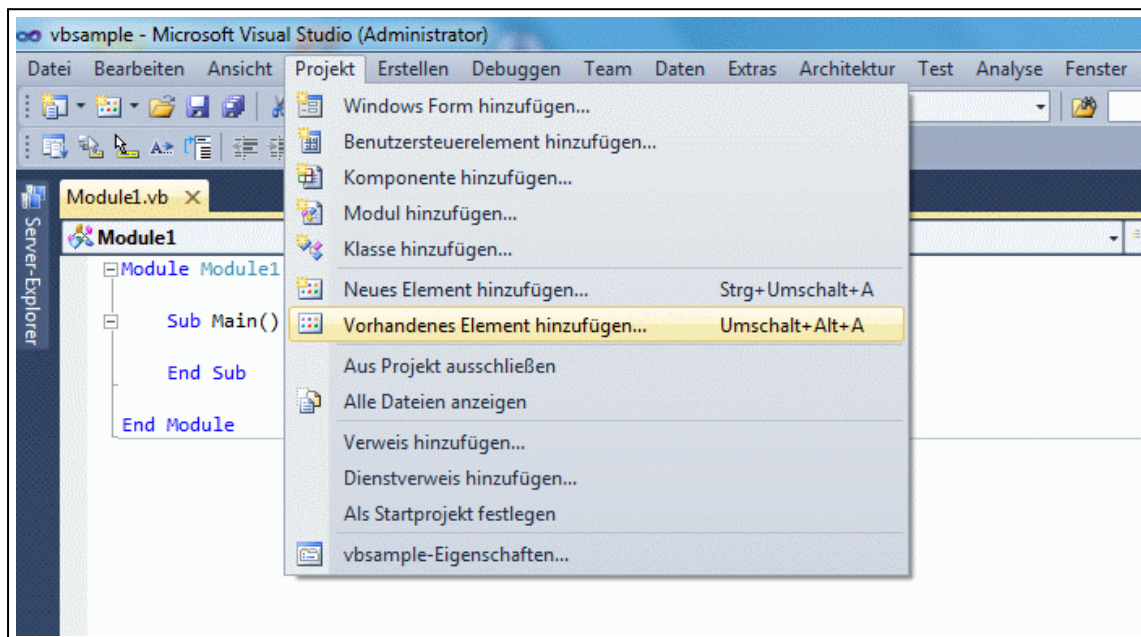 vbsample - Microsoft Visual Studio (Administrator)
Datei Bearbeiten Ansicht Projekt Erstellen Debuggen Team Daten Extras Architektur Test Analyse Fenster
Windows Form hinzufügen...
Benutzersteuerelement hinzufügen...
Komponente hinzufügen...
Modul hinzufügen...
Klasse hinzufügen...
Neues Element hinzufügen... Strg+Umschalt+A
Vorhandenes Element hinzufügen... Umschalt+Alt+A
Aus Projekt ausschließen
Alle Dateien anzeigen
Verweis hinzufügen...
Dienstverweis hinzufügen...
Als Startprojekt festlegen
vbsample-Eigenschaften...
Server-Explorer
Module1.vb
Module1
Module Module1
Sub Main()
End Sub
End Module